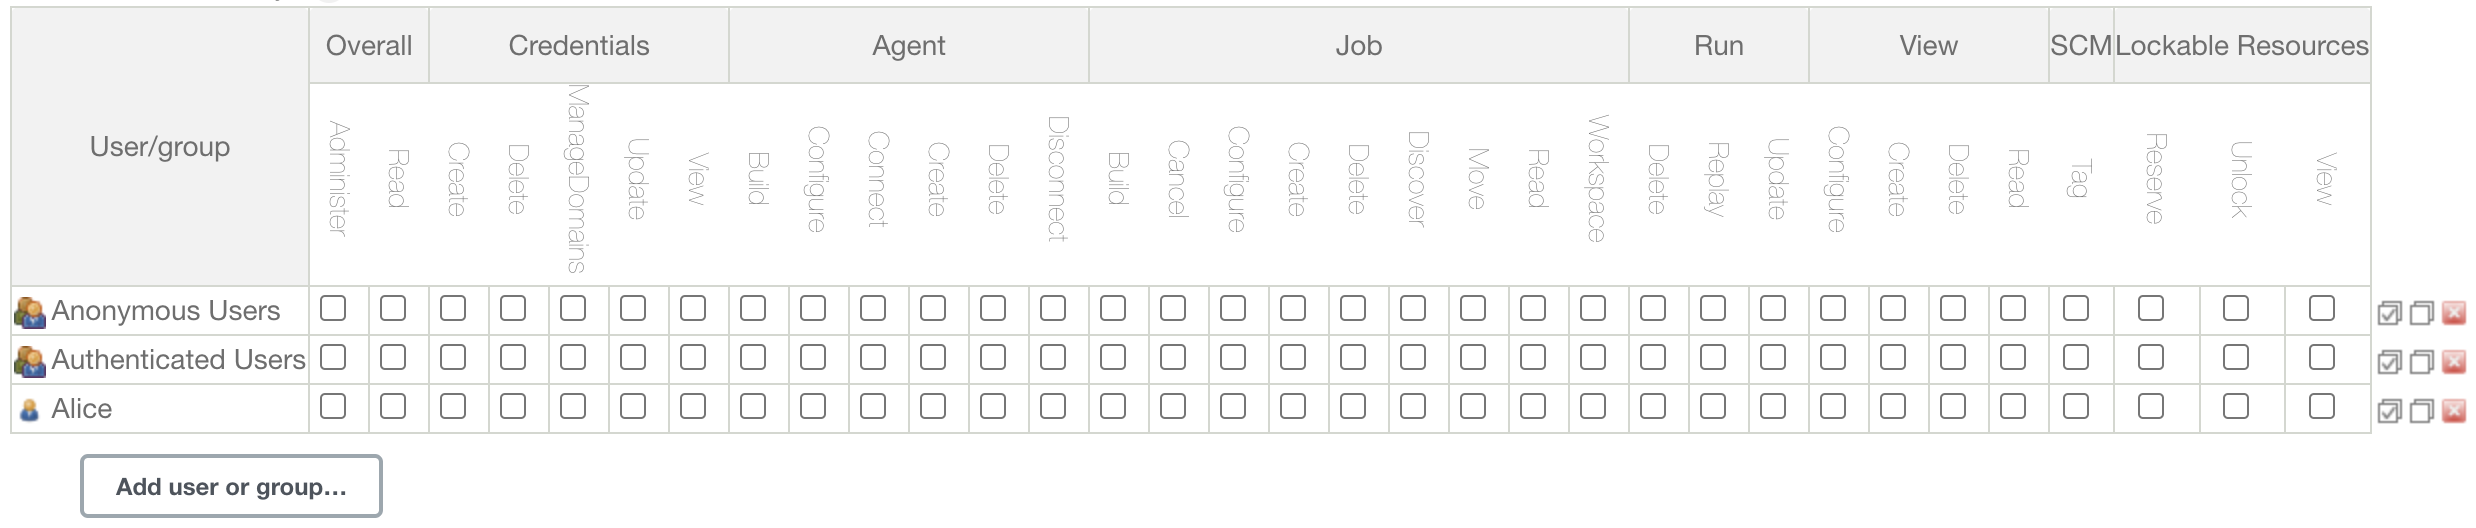 Overall Credentials Agent Job Run View SCM Lockable Resources
User/group
Administer Read Create Delete ManageDomains Update View Build Configure Connect Create Delete Disconnect Build Cancel Configure Create Delete Discover Move Read Workspace Delete Replay Update Configure Create Delete Read Tag Reserve Unlock View
Anonymous Users
Authenticated Users
Alice
Add user or group...